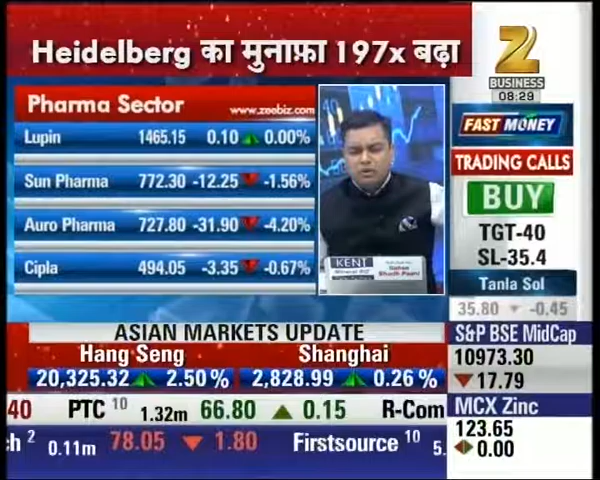 Heidelberg का मुनाफ़ा 197x बढ़ा
Z
BUSINESS
08:29
Pharma Sector www.zeebiz.com
Lupin 1465.15 0.10 0.00%
Sun Pharma 772.30 -12.25 -1.56%
Auro Pharma 727.80 -31.90 -4.20%
Cipla 494.05 -3.35 -0.67%
KENT
FAST MONEY
TRADING CALLS
BUY
TGT-40
SL-35.4
Tanla Sol
35.80 -0.45
ASIAN MARKETS UPDATE
Hang Seng Shanghai
20,325.32 2.50% 2,828.99 0.26%
S&P BSE MidCap
10973.30
17.79
MCX Zinc
123.65
0.00
40 PTC 10 1.32m 66.80 0.15 R-Com
ch 2 0.11m 78.05 1.80 Firstsource 10 5.